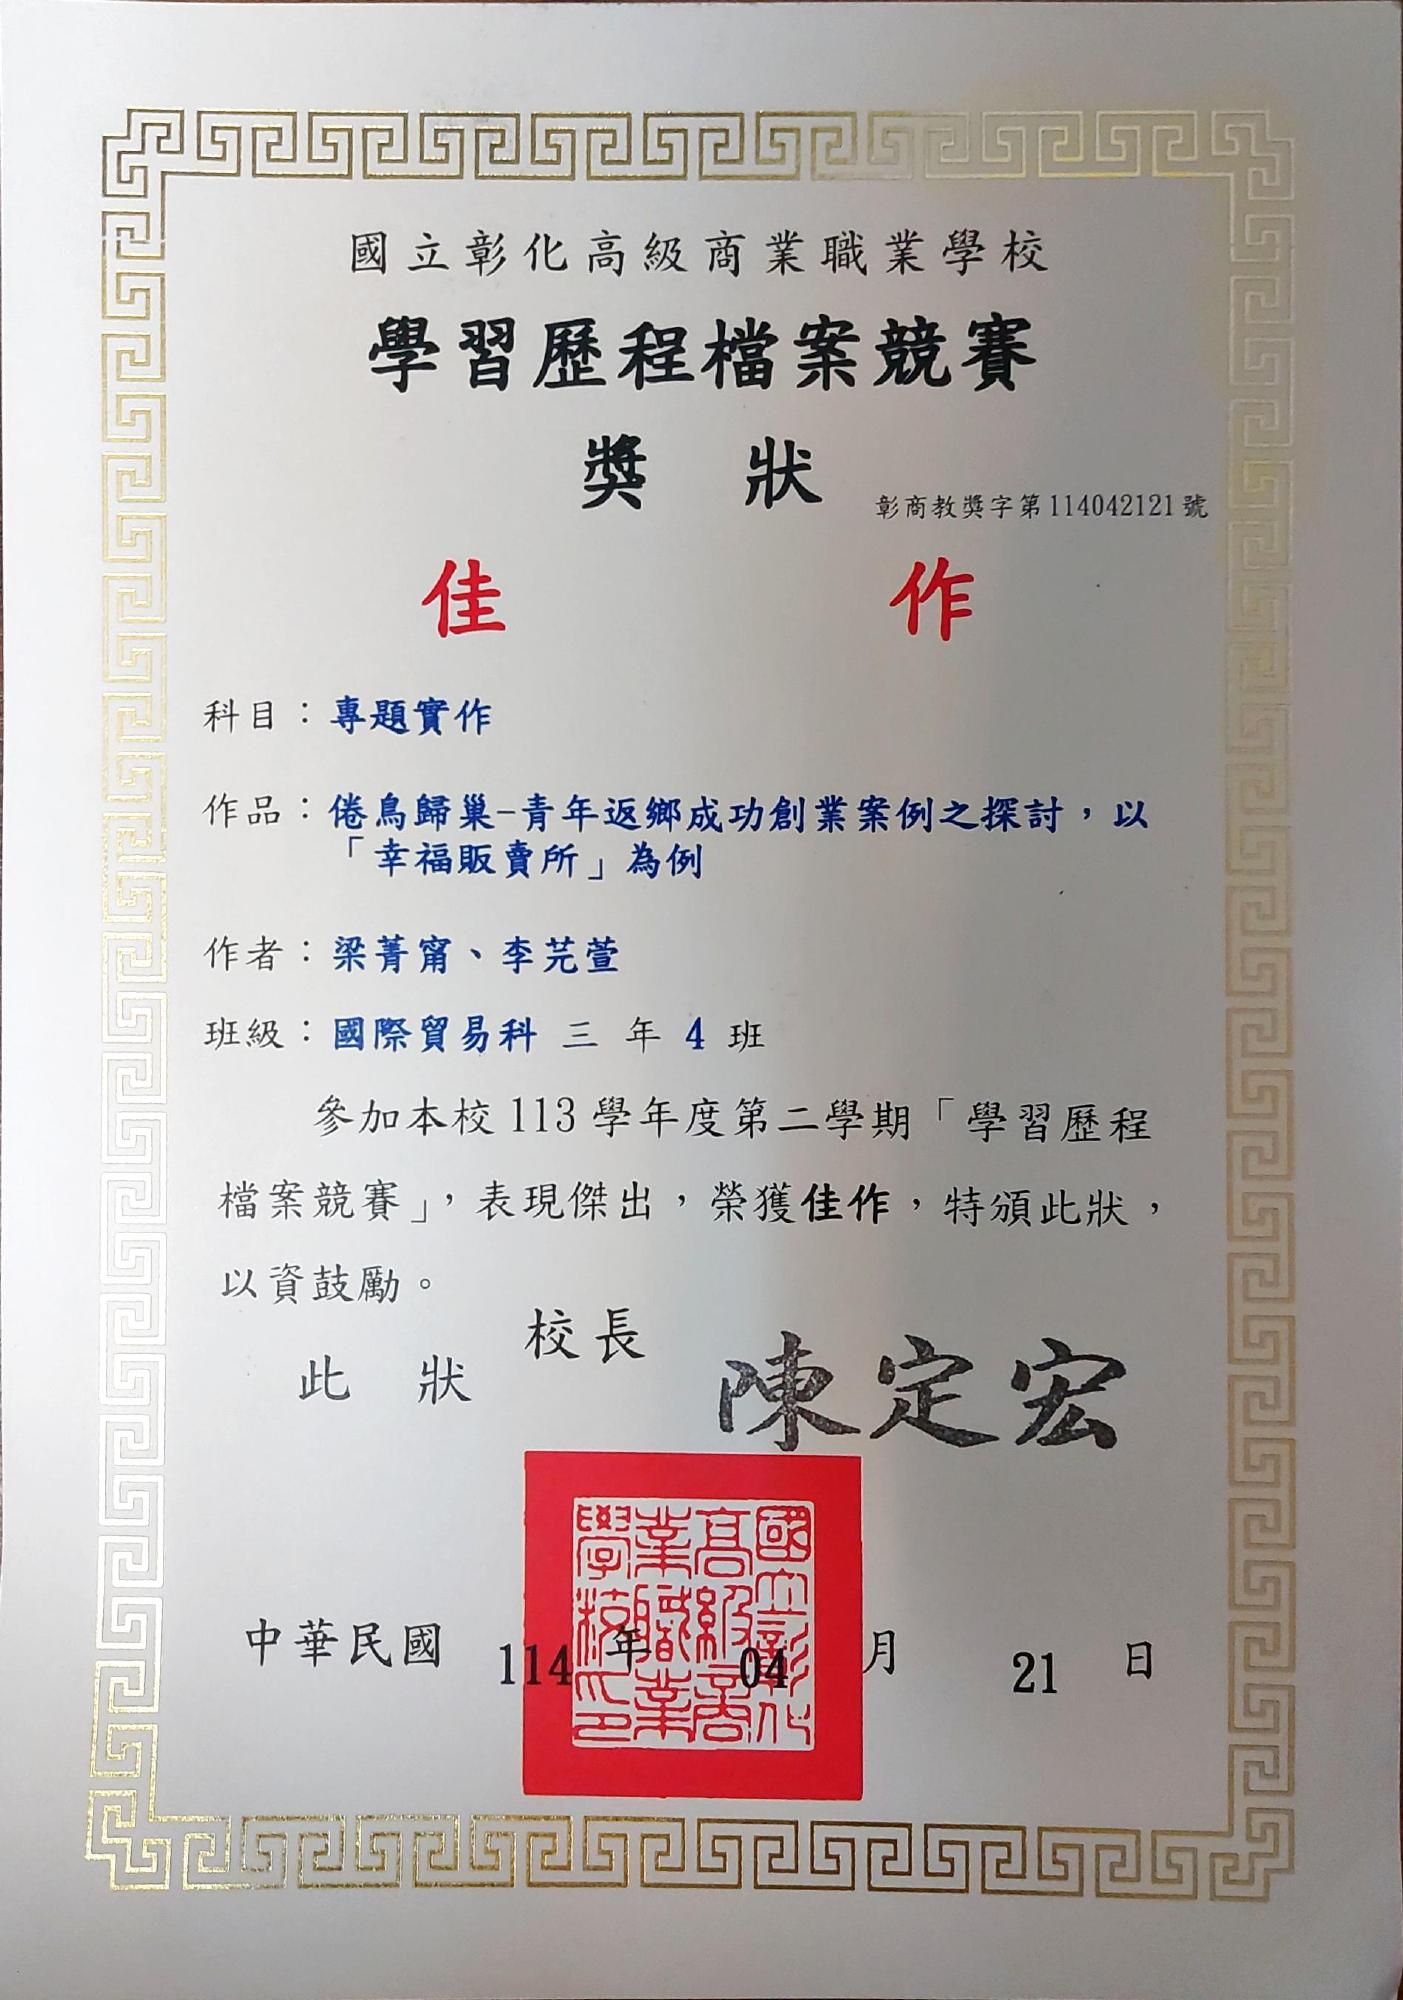 國立彰化高級商業職業學校
學習歷程檔案競賽
獎 狀
彰商教獎字第114042121號
佳 作
科目：專題實作
作品：倦鳥歸巢-青年返鄉成功創業案例之探討，以
「幸福販賣所」為例
作者：梁菁甯、李芫萱
班級：國際貿易科 三 年 4 班
參加本校113學年度第二學期「學習歷程
檔案競賽」，表現傑出，榮獲佳作，特頒此狀，
以資鼓勵。
此 狀
校長 陳定宏
國立彰化高級商業職業學校印
中華民國 114 年 04 月 21 日